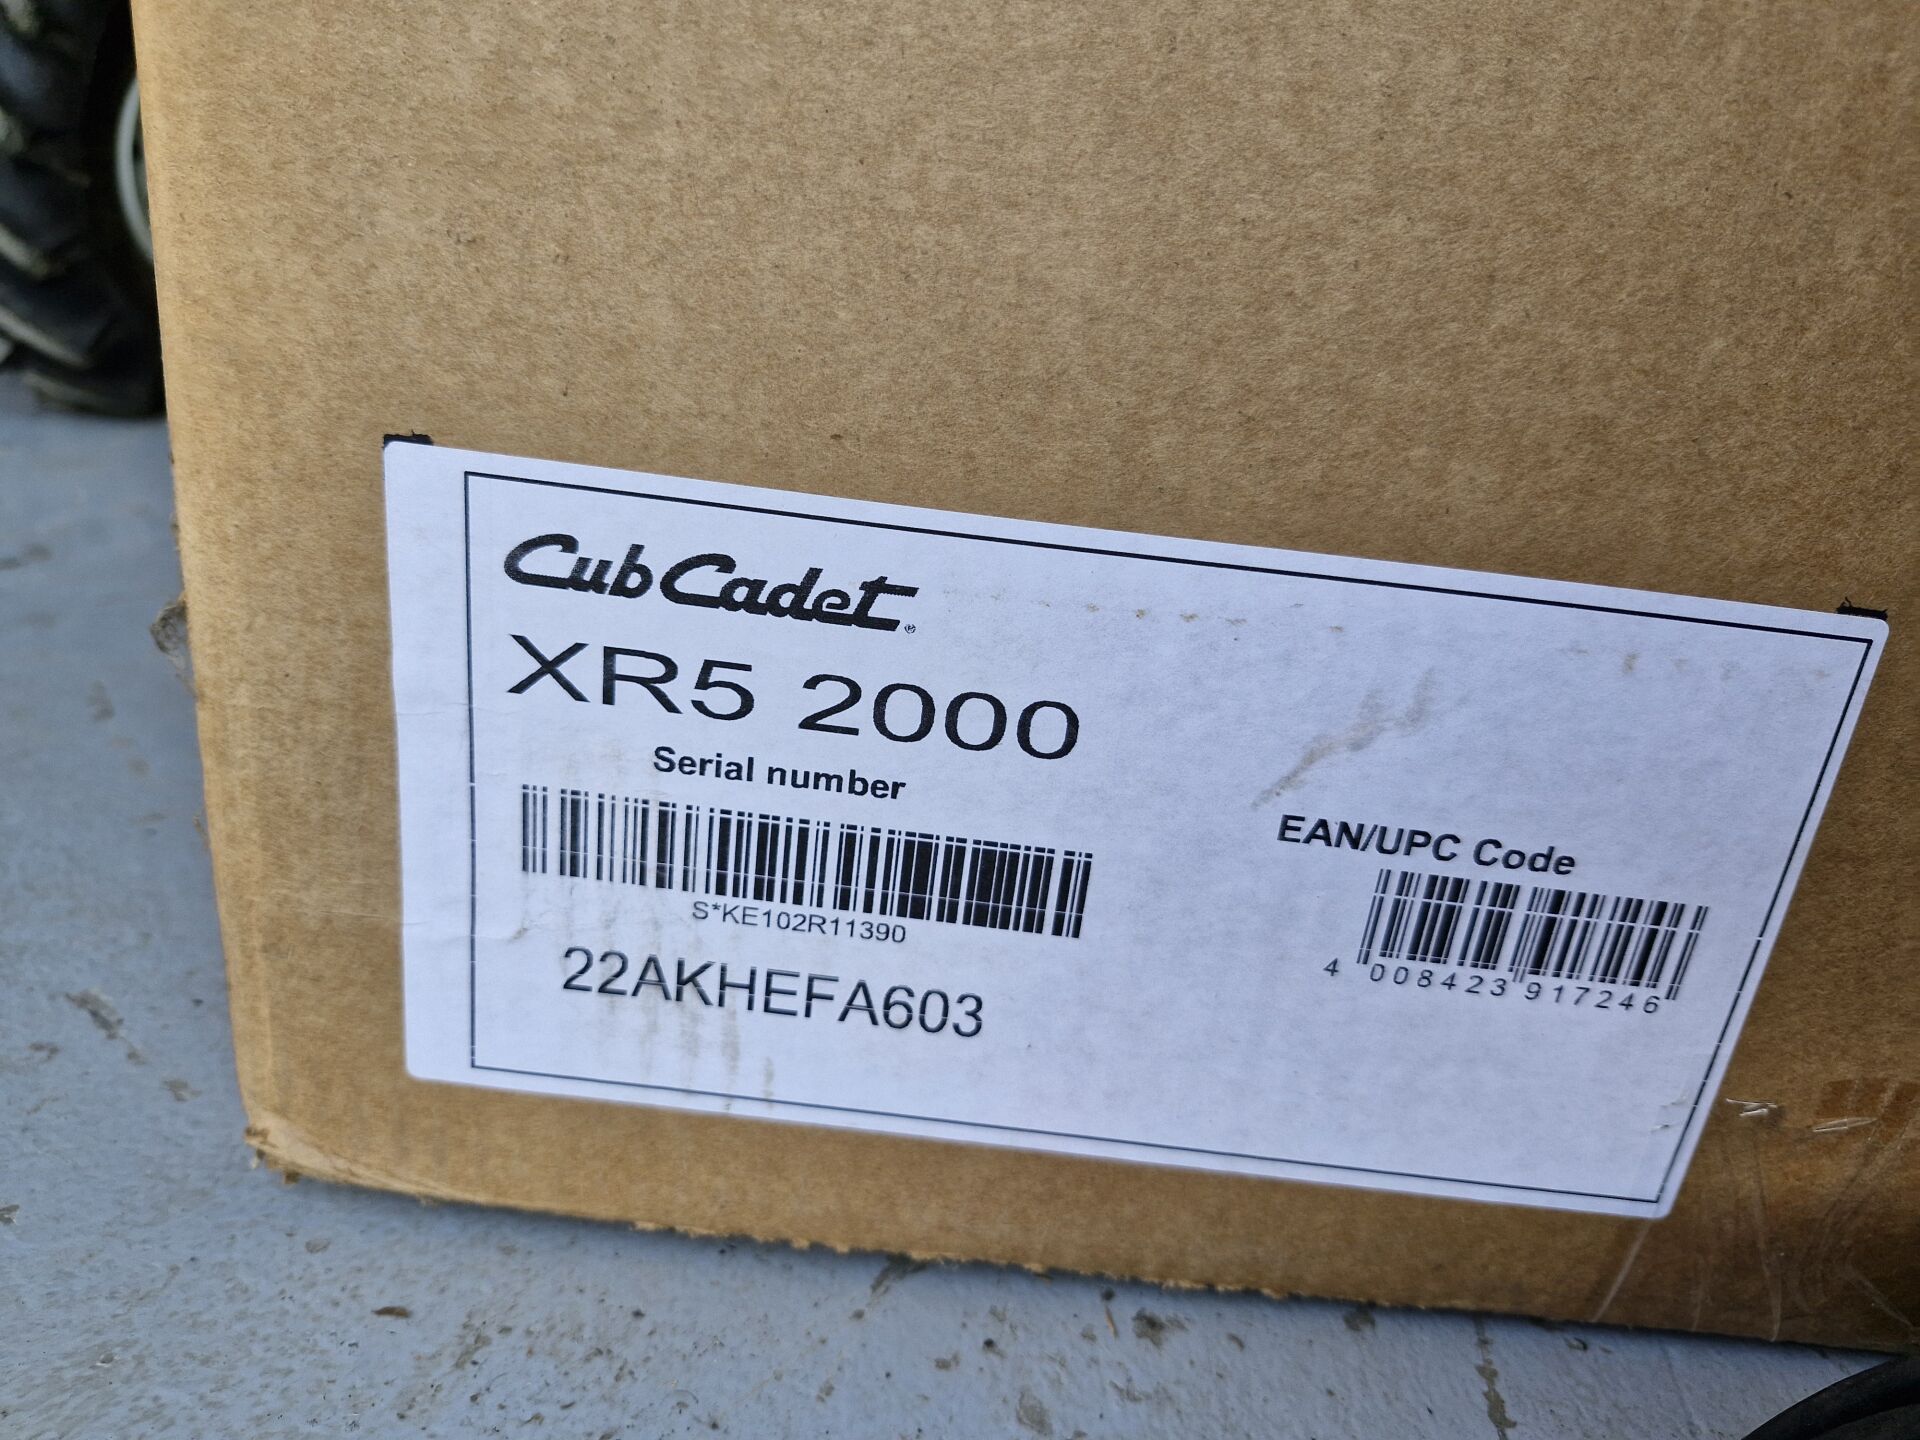 Cub Cadet®
XR5 2000
Serial number
S*KE102R11390
22AKHEFA603
EAN/UPC Code
4 008423 917246